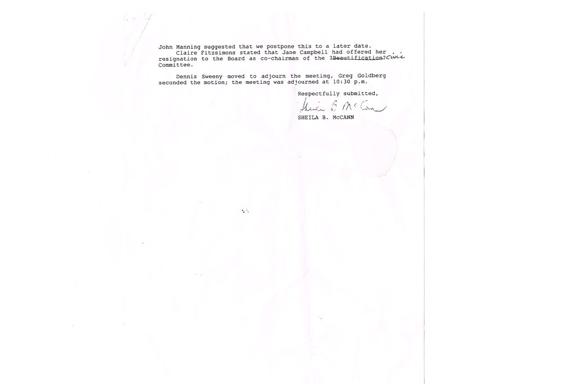 John Manning suggested that we postpone this to a later date.
Claire Fitzsimons stated that Jane Campbell had offered her
resignation to the Board as co-chairman of the Beautification Civic
Committee.
Dennis Sweeny moved to adjourn the meeting, Greg Goldberg
seconded the motion; the meeting was adjourned at 10:30 p.m.
Respectfully submitted,
Sheila B McCann
SHEILA B. McCANN